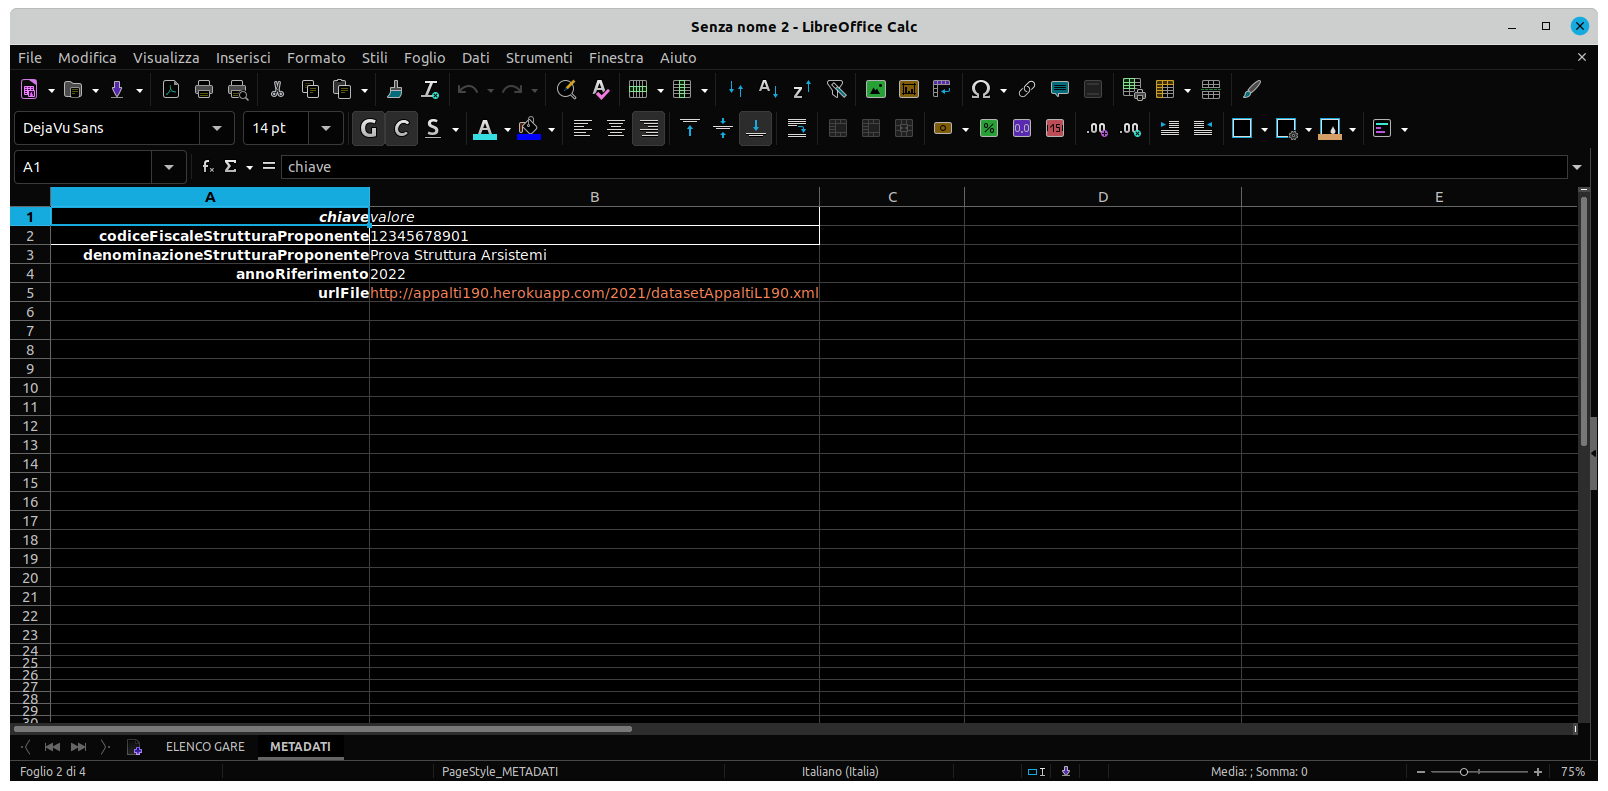 Senza nome 2 - LibreOffice Calc
File Modifica Visualizza Inserisci Formato Stili Foglio Dati Strumenti Finestra Aiuto
DejaVu Sans 14 pt G C S
A1 chiave
A B C D E
1 chiave valore
2 codiceFiscaleStrutturaProponente 12345678901
3 denominazioneStrutturaProponente Prova Struttura Arsistemi
4 annoRiferimento 2022
5 urlFile http://appalti190.herokuapp.com/2021/datasetAppaltiL190.xml
6
7
8
9
10
11
12
13
14
15
16
17
18
19
20
21
22
23
24
25
26
27
28
29
30
ELENCO GARE METADATI
Foglio 2 di 4 PageStyle_METADATI Italiano (Italia) Media: ; Somma: 0 75%